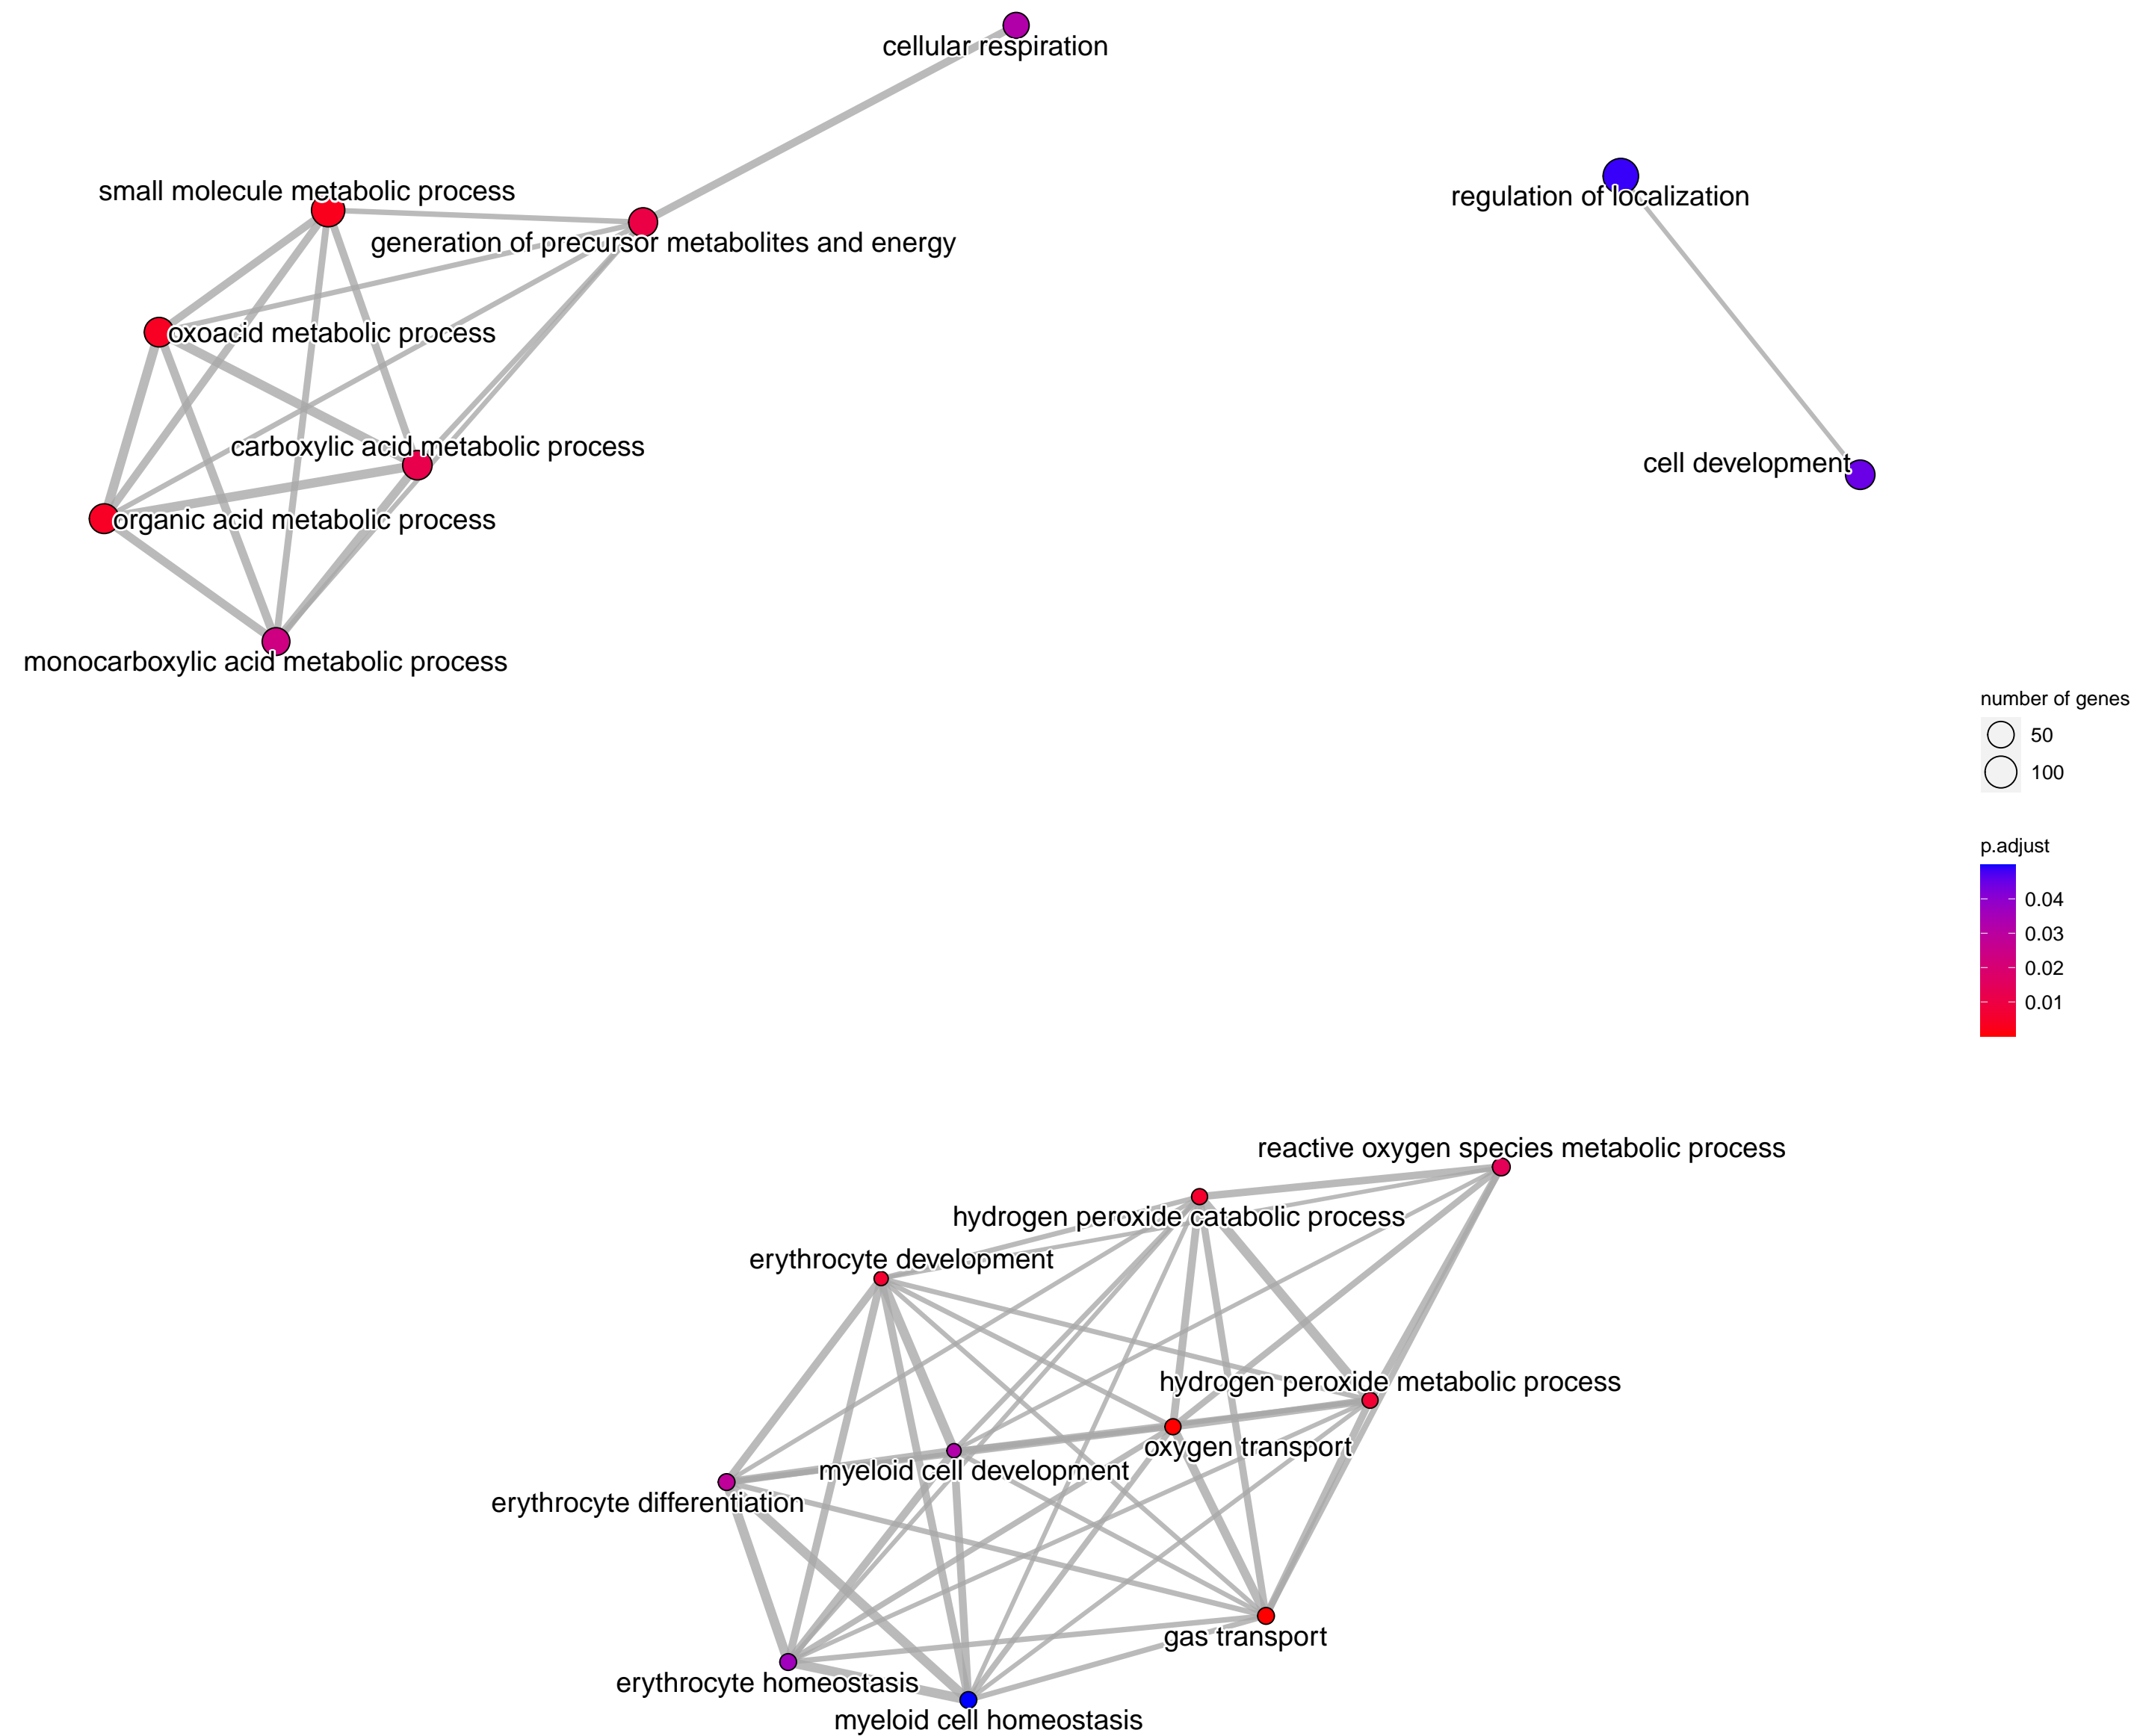 cellular respiration
small molecule metabolic process
regulation of localization
generation of precursor metabolites and energy
oxoacid metabolic process
carboxylic acid metabolic process
cell development
organic acid metabolic process
monocarboxylic acid metabolic process
number of genes
50
100
p.adjust
0.04
0.03
0.02
0.01
reactive oxygen species metabolic process
hydrogen peroxide catabolic process
erythrocyte development
hydrogen peroxide metabolic process
oxygen transport
myeloid cell development
erythrocyte differentiation
gas transport
erythrocyte homeostasis
myeloid cell homeostasis